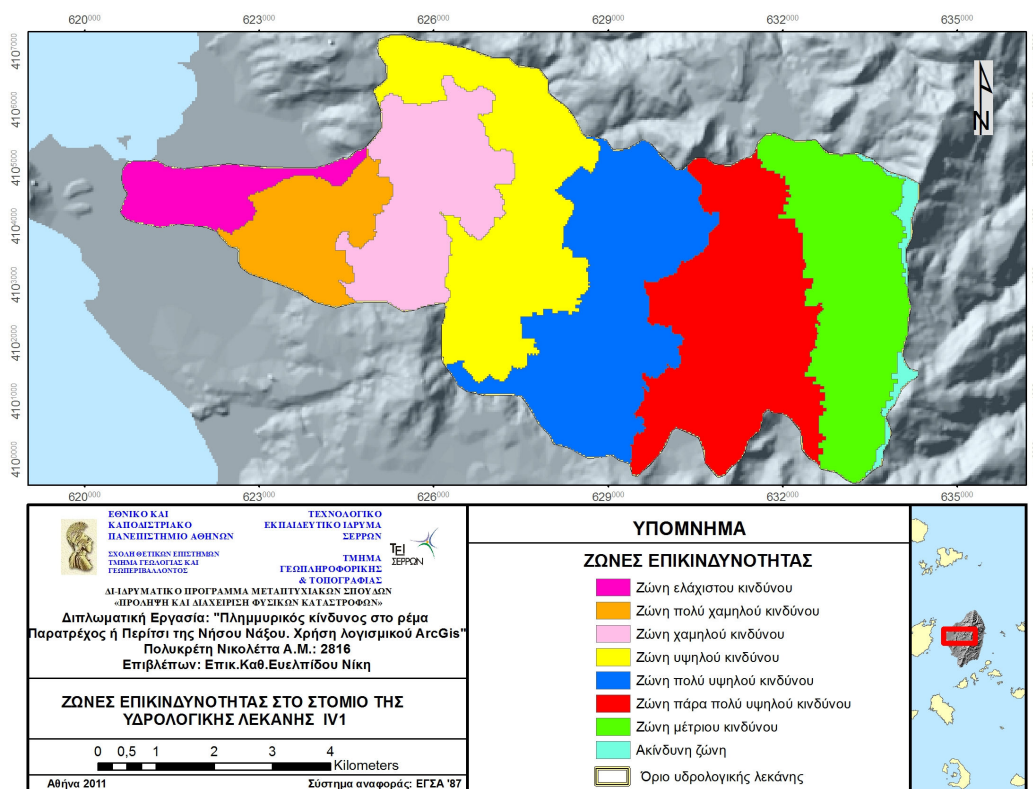 620000 623000 626000 629000 632000 635000
4107000
4106000
4105000
4104000
4103000
4102000
4101000
4100000
N
620000 623000 626000 629000 632000 635000
ΕΘΝΙΚΟ ΚΑΙ
ΚΑΠΟΔΙΣΤΡΙΑΚΟ
ΠΑΝΕΠΙΣΤΗΜΙΟ ΑΘΗΝΩΝ
ΣΧΟΛΗ ΘΕΤΙΚΩΝ ΕΠΙΣΤΗΜΩΝ
ΤΜΗΜΑ ΓΕΩΛΟΓΙΑΣ ΚΑΙ
ΓΕΩΠΕΡΙΒΑΛΛΟΝΤΟΣ
ΤΕΧΝΟΛΟΓΙΚΟ
ΕΚΠΑΙΔΕΥΤΙΚΟ ΙΔΡΥΜΑ
ΣΕΡΡΩΝ
ΤΜΗΜΑ
ΓΕΩΠΛΗΡΟΦΟΡΙΚΗΣ
& ΤΟΠΟΓΡΑΦΙΑΣ
ΤΕΙ
ΣΕΡΡΩΝ
ΔΙ-ΙΔΡΥΜΑΤΙΚΟ ΠΡΟΓΡΑΜΜΑ ΜΕΤΑΠΤΥΧΙΑΚΩΝ ΣΠΟΥΔΩΝ
«ΠΡΟΛΗΨΗ ΚΑΙ ΔΙΑΧΕΙΡΙΣΗ ΦΥΣΙΚΩΝ ΚΑΤΑΣΤΡΟΦΩΝ»
Διπλωματική Εργασία: "Πλημμυρικός κίνδυνος στο ρέμα
Παρατρέχος ή Περίτσι της Νήσου Νάξου. Χρήση λογισμικού ArcGis"
Πολυκρέτη Νικολέττα Α.Μ.: 2816
Επιβλέπων: Επικ.Καθ.Ευελπίδου Νίκη
ΖΩΝΕΣ ΕΠΙΚΙΝΔΥΝΟΤΗΤΑΣ ΣΤΟ ΣΤΟΜΙΟ ΤΗΣ
ΥΔΡΟΛΟΓΙΚΗΣ ΛΕΚΑΝΗΣ IV1
0 0,5 1 2 3 4
Kilometers
Αθήνα 2011
Σύστημα αναφοράς: ΕΓΣΑ '87
ΥΠΟΜΝΗΜΑ
ΖΩΝΕΣ ΕΠΙΚΙΝΔΥΝΟΤΗΤΑΣ
Ζώνη ελάχιστου κινδύνου
Ζώνη πολύ χαμηλού κινδύνου
Ζώνη χαμηλού κινδύνου
Ζώνη υψηλού κινδύνου
Ζώνη πολύ υψηλού κινδύνου
Ζώνη πάρα πολύ υψηλού κινδύνου
Ζώνη μέτριου κινδύνου
Ακίνδυνη ζώνη
Όριο υδρολογικής λεκάνης